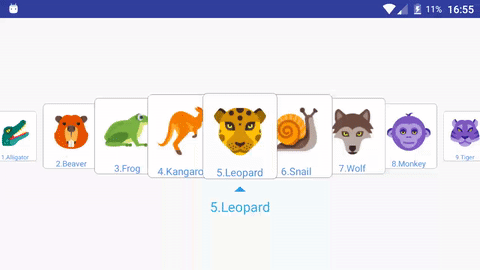 11% 16:55
1.Alligator
2.Beaver
3.Frog
4.Kangaro
5.Leopard
6.Snail
7.Wolf
8.Monkey
9.Tiger
5.Leopard